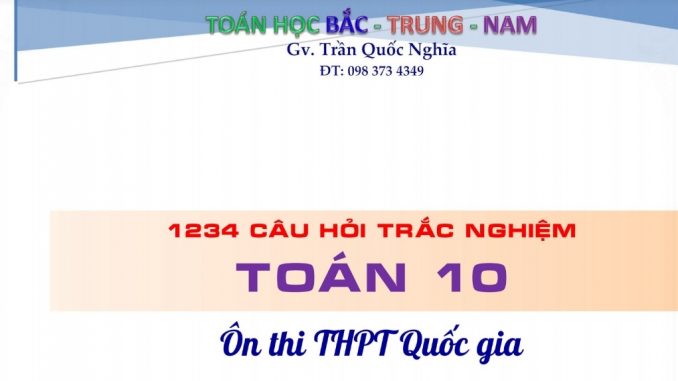 TOÁN HỌC BẮC - TRUNG - NAM
Gv. Trần Quốc Nghĩa
ĐT: 098 373 4349
1234 CÂU HỎI TRẮC NGHIỆM
TOÁN 10
Ôn thi THPT Quốc gia